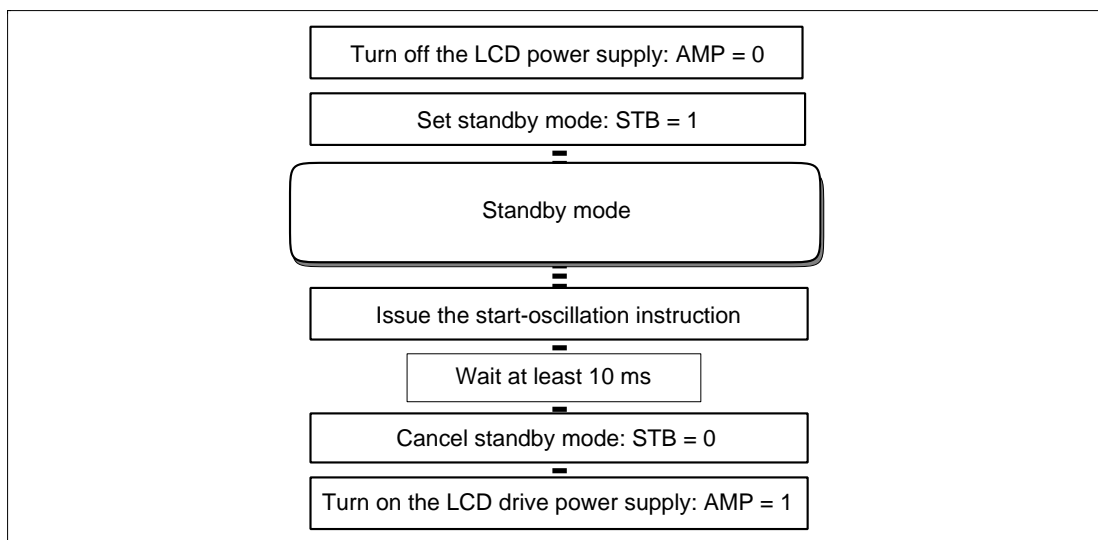 Turn off the LCD power supply: AMP = 0
Set standby mode: STB = 1
Standby mode
Issue the start-oscillation instruction
Wait at least 10 ms
Cancel standby mode: STB = 0
Turn on the LCD drive power supply: AMP = 1